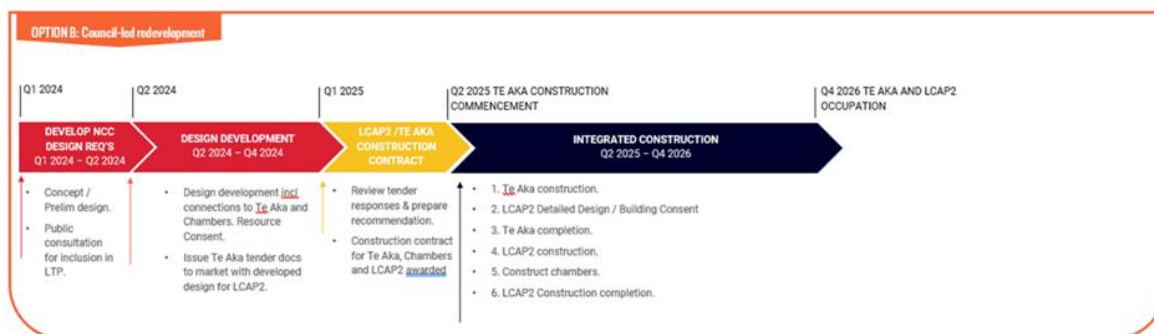 OPTION B: Council-led redevelopment
Q1 2024
Q2 2024
Q1 2025
Q2 2025 TE AKA CONSTRUCTION
COMMENCEMENT
Q4 2026 TE AKA AND LCAP2
OCCUPATION
DEVELOP NCC
DESIGN REQ'S
Q1 2024 – Q2 2024
DESIGN DEVELOPMENT
Q2 2024 – Q4 2024
LCAP2 /TE AKA
CONSTRUCTION
CONTRACT
INTEGRATED CONSTRUCTION
Q2 2025 – Q4 2026
• Concept /
Prelim design.
• Public
consultation
for inclusion in
LTP.
• Design development incl
connections to Te Aka and
Chambers. Resource
Consent.
• Issue Te Aka tender docs
to market with developed
design for LCAP2.
• Review tender
responses & prepare
recommendation.
• Construction contract
for Te Aka, Chambers
and LCAP2 awarded
• 1. Te Aka construction.
• 2. LCAP2 Detailed Design / Building Consent
• 3. Te Aka completion.
• 4. LCAP2 construction.
• 5. Construct chambers.
• 6. LCAP2 Construction completion.